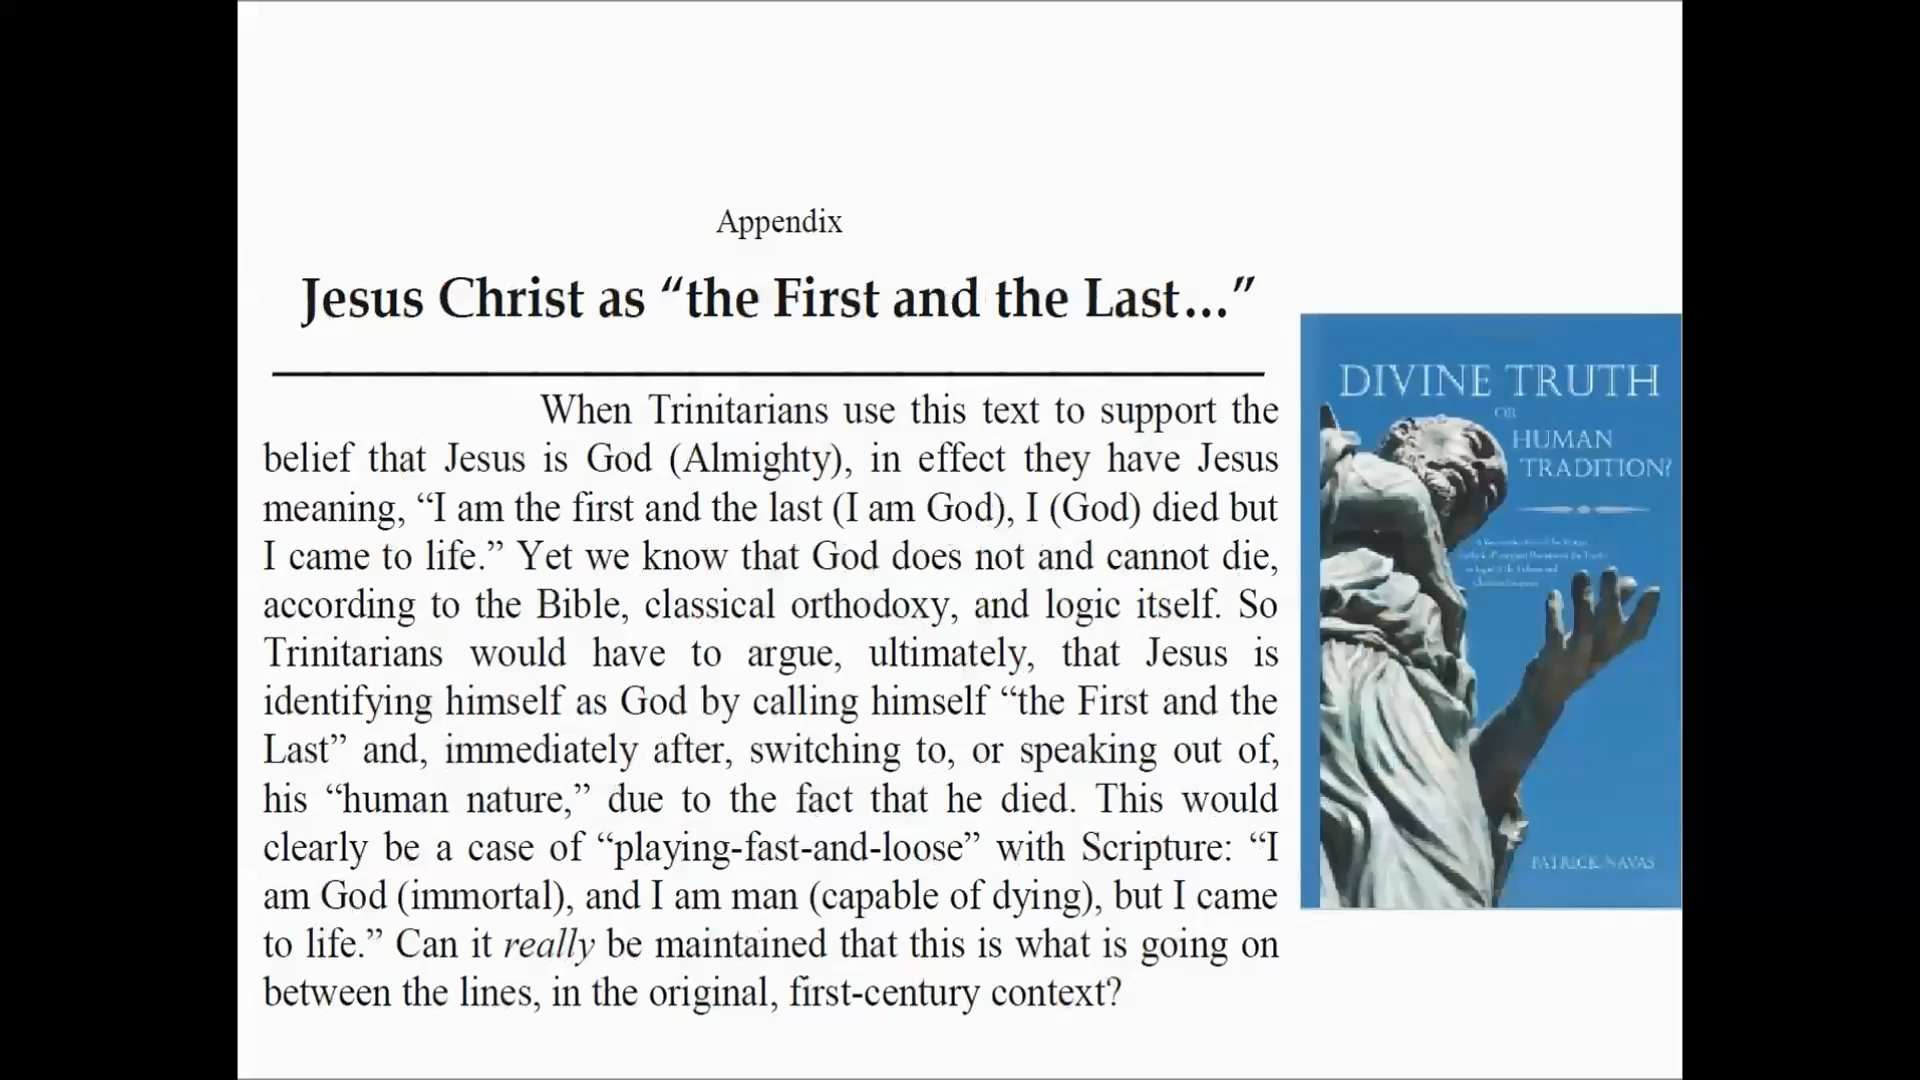 Appendix
Jesus Christ as “the First and the Last…”
When Trinitarians use this text to support the
belief that Jesus is God (Almighty), in effect they have Jesus
meaning, “I am the first and the last (I am God), I (God) died but
I came to life.” Yet we know that God does not and cannot die,
according to the Bible, classical orthodoxy, and logic itself. So
Trinitarians would have to argue, ultimately, that Jesus is
identifying himself as God by calling himself “the First and the
Last” and, immediately after, switching to, or speaking out of,
his “human nature,” due to the fact that he died. This would
clearly be a case of “playing-fast-and-loose” with Scripture: “I
am God (immortal), and I am man (capable of dying), but I came
to life.” Can it really be maintained that this is what is going on
between the lines, in the original, first-century context?
DIVINE TRUTH
OR
HUMAN
TRADITION?
PATRICK NAVAS